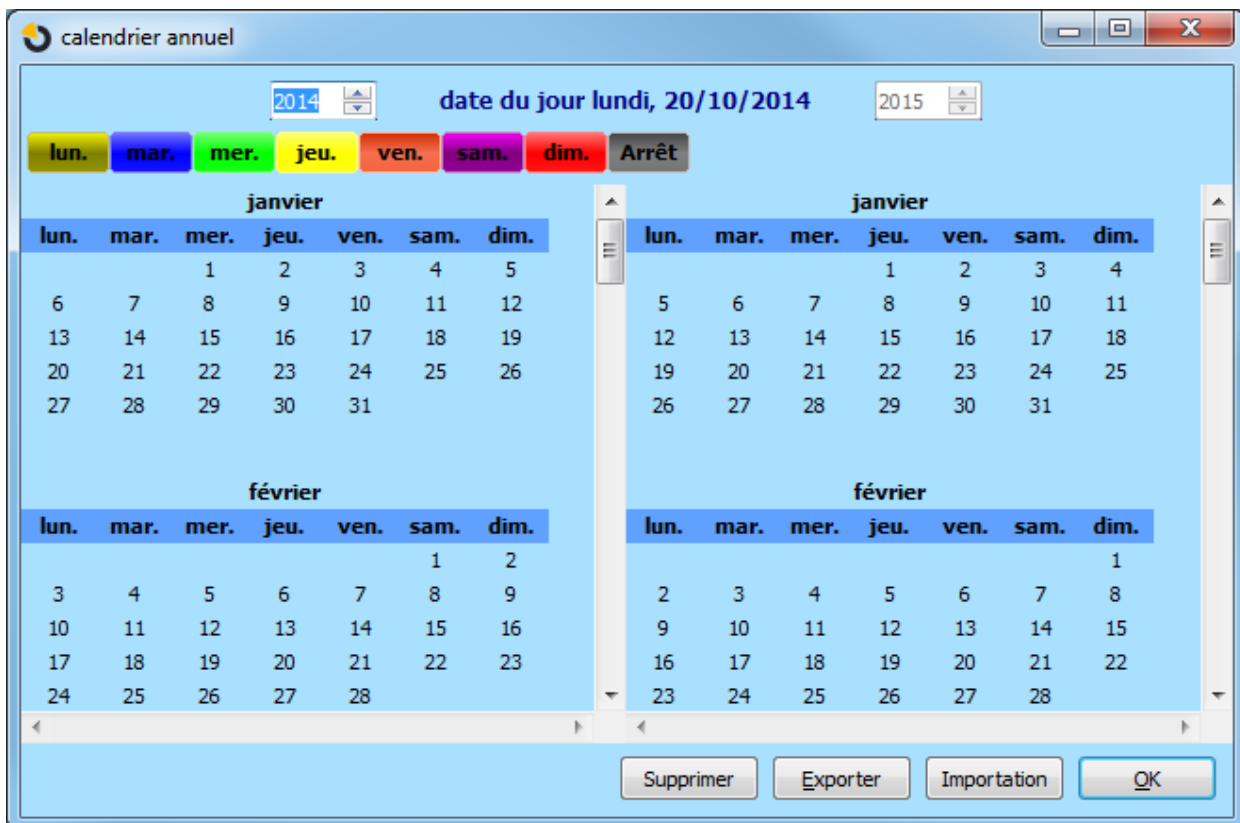 calendrier annuel
2014 date du jour lundi, 20/10/2014 2015
lun. mar. mer. jeu. ven. sam. dim. Arrêt
janvier
lun. mar. mer. jeu. ven. sam. dim.
1 2 3 4 5
6 7 8 9 10 11 12
13 14 15 16 17 18 19
20 21 22 23 24 25 26
27 28 29 30 31
février
lun. mar. mer. jeu. ven. sam. dim.
1 2
3 4 5 6 7 8 9
10 11 12 13 14 15 16
17 18 19 20 21 22 23
24 25 26 27 28
janvier
lun. mar. mer. jeu. ven. sam. dim.
1 2 3 4
5 6 7 8 9 10 11
12 13 14 15 16 17 18
19 20 21 22 23 24 25
26 27 28 29 30 31
février
lun. mar. mer. jeu. ven. sam. dim.
1
2 3 4 5 6 7 8
9 10 11 12 13 14 15
16 17 18 19 20 21 22
23 24 25 26 27 28
Supprimer Exporter Importation OK